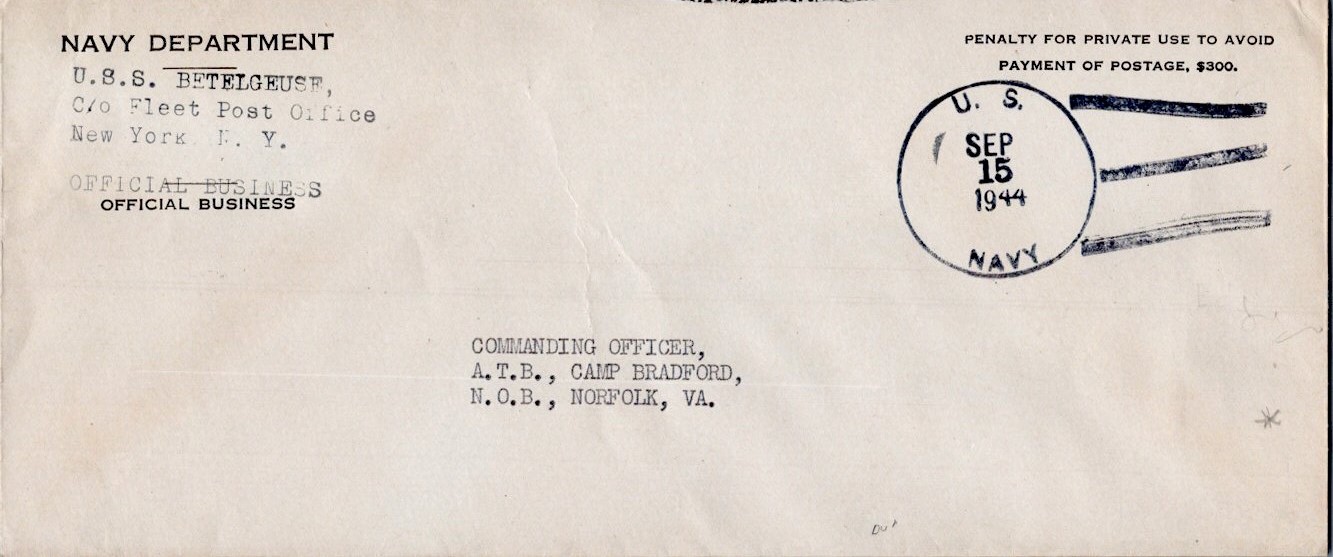 NAVY DEPARTMENT
U.S.S. BETELGEUSE,
C/o Fleet Post Office
New York N. Y.
OFFICIAL BUSINESS
OFFICIAL BUSINESS
PENALTY FOR PRIVATE USE TO AVOID
PAYMENT OF POSTAGE, $300.
U. S.
SEP
15
1944
NAVY
COMMANDING OFFICER,
A.T.B., CAMP BRADFORD,
N.O.B., NORFOLK, VA.